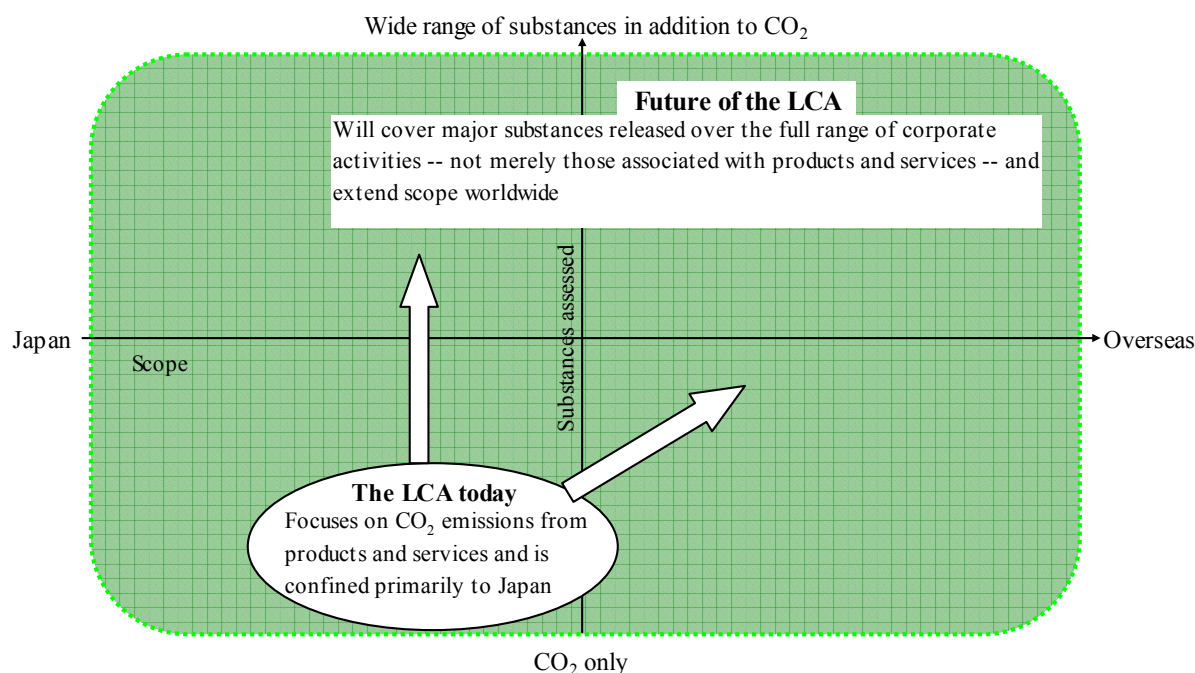 Wide range of substances in addition to CO₂
Future of the LCA
Will cover major substances released over the full range of corporate
activities -- not merely those associated with products and services -- and
extend scope worldwide
Substances assessed
Japan
Overseas
Scope
The LCA today
Focuses on CO₂ emissions from
products and services and is
confined primarily to Japan
CO₂ only